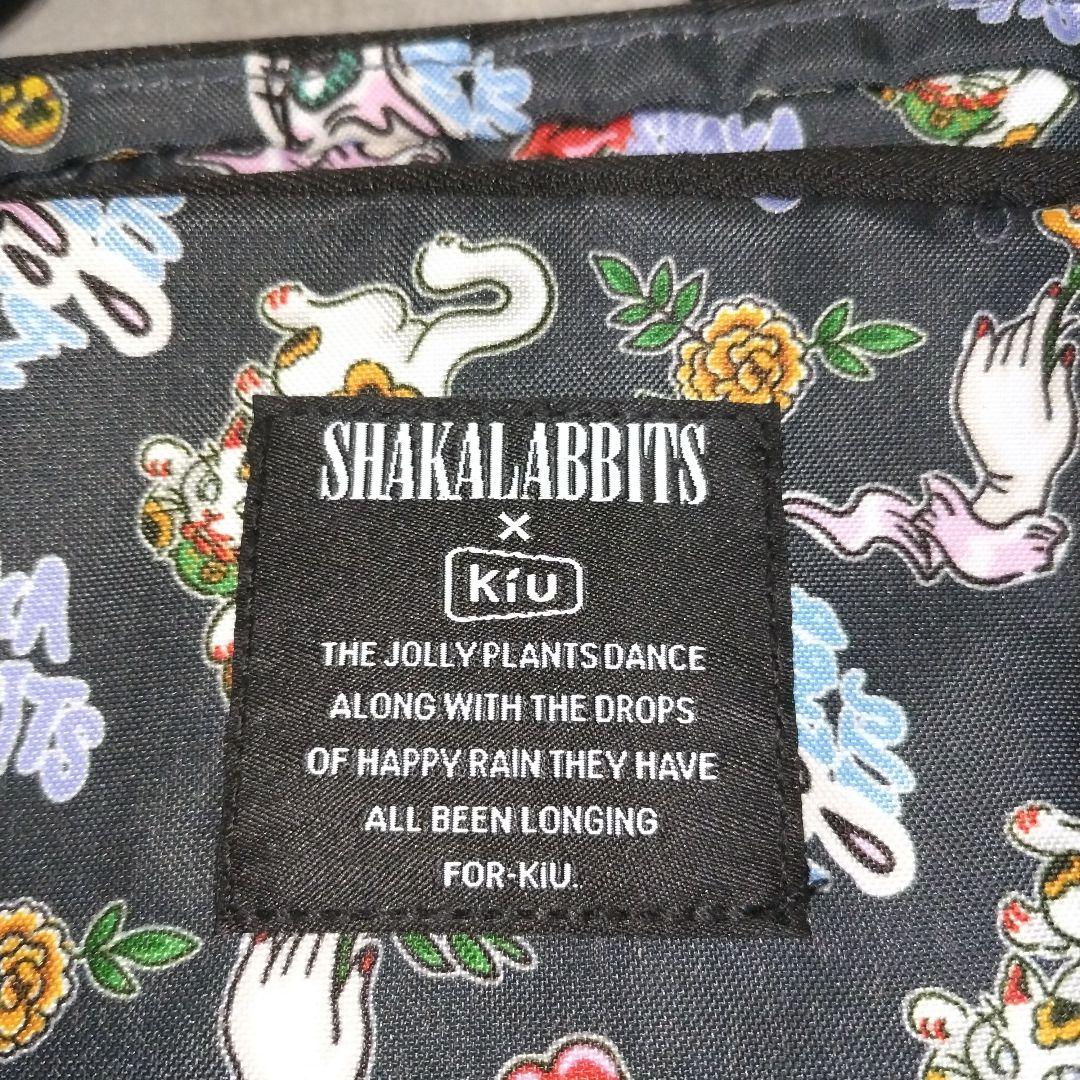 SHAKALABBITS
×
kiu
THE JOLLY PLANTS DANCE
ALONG WITH THE DROPS
OF HAPPY RAIN THEY HAVE
ALL BEEN LONGING
FOR-KiU.